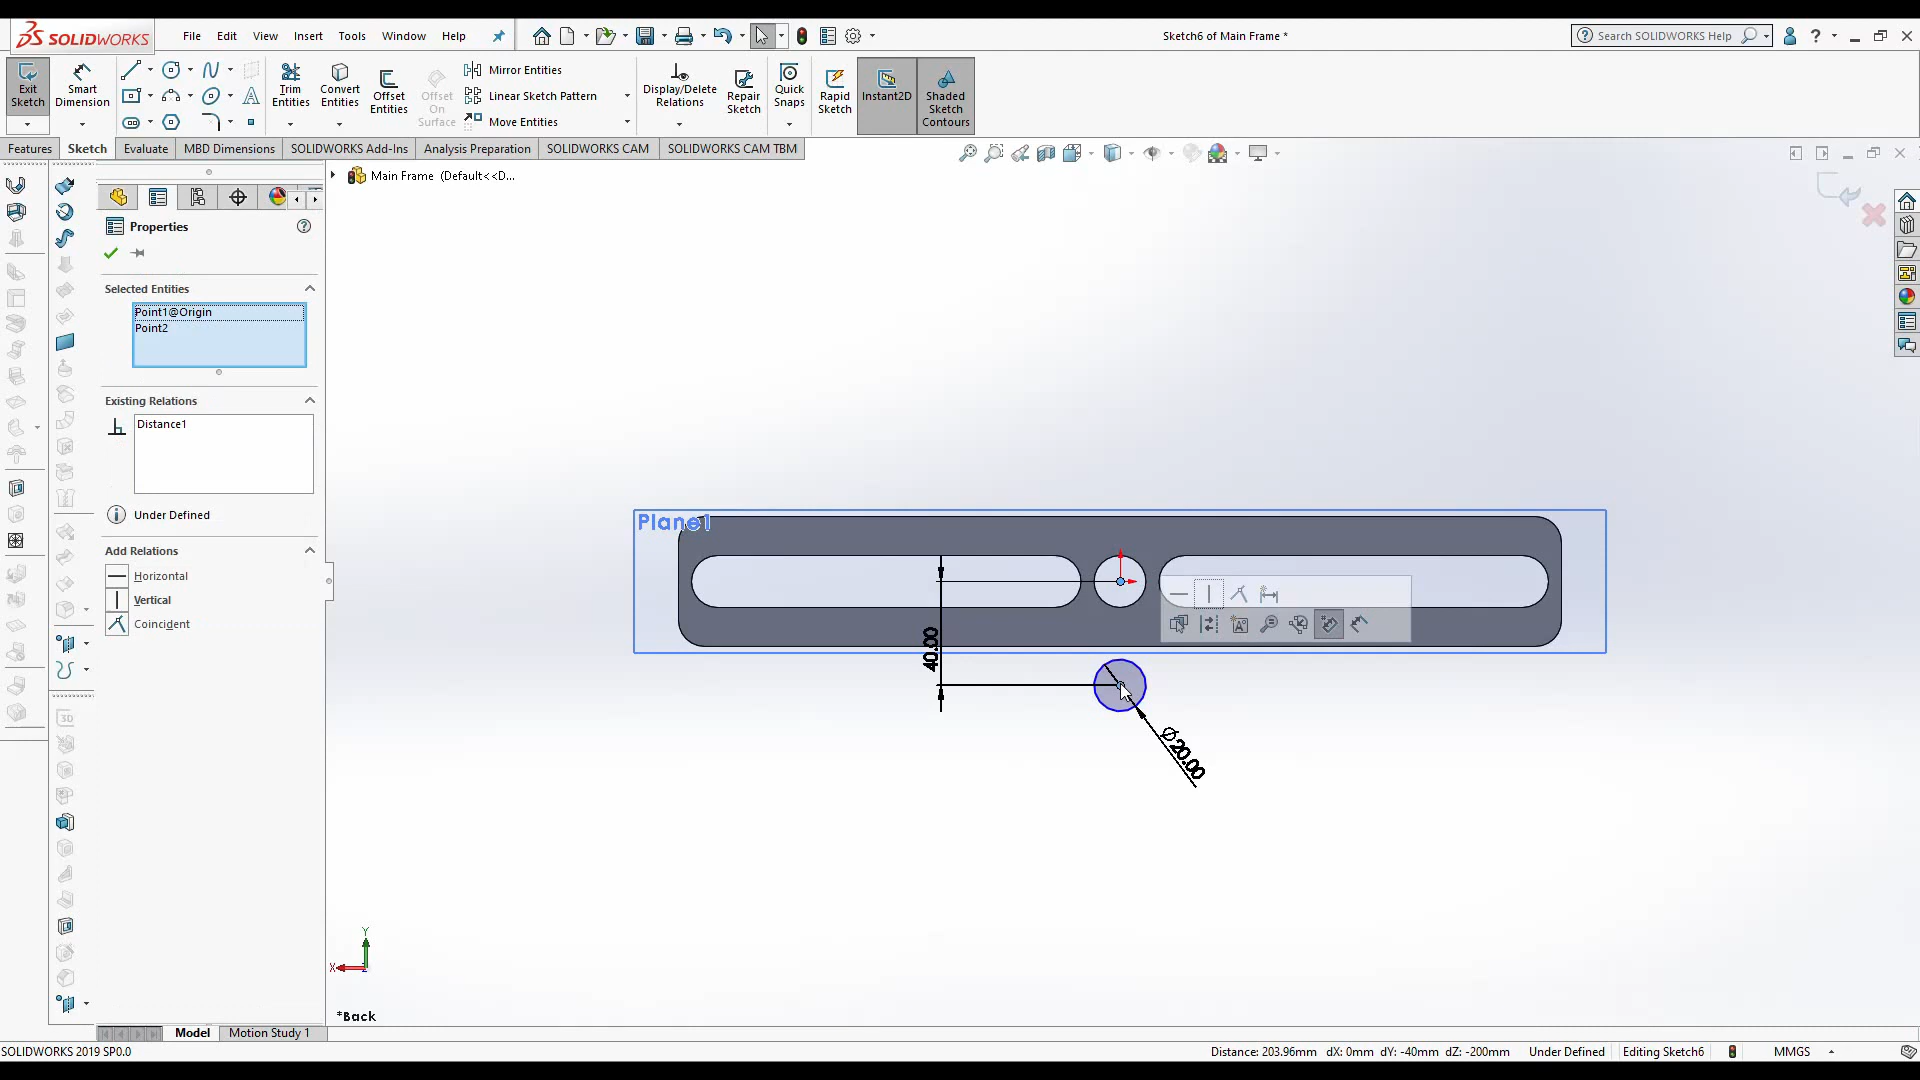 SOLIDWORKS
File Edit View Insert Tools Window Help
Sketch6 of Main Frame *
Search SOLIDWORKS Help
Exit Sketch
Smart Dimension
Trim Entities
Convert Entities
Offset Entities
Offset On Surface
Mirror Entities
Linear Sketch Pattern
Move Entities
Display/Delete Relations
Repair Sketch
Quick Snaps
Rapid Sketch
Instant2D
Shaded Sketch Contours
Features Sketch Evaluate MBD Dimensions SOLIDWORKS Add-Ins Analysis Preparation SOLIDWORKS CAM SOLIDWORKS CAM TBM
Main Frame (Default<<D...
Properties
Selected Entities
Point1@Origin
Point2
Existing Relations
Distance1
Under Defined
Add Relations
Horizontal
Vertical
Coincident
Plane1
40.00
⌀20.00
Y
X
*Back
Model Motion Study 1
SOLIDWORKS 2019 SP0.0
Distance: 203.96mm dX: 0mm dY: -40mm dZ: -200mm Under Defined Editing Sketch6 MMGS